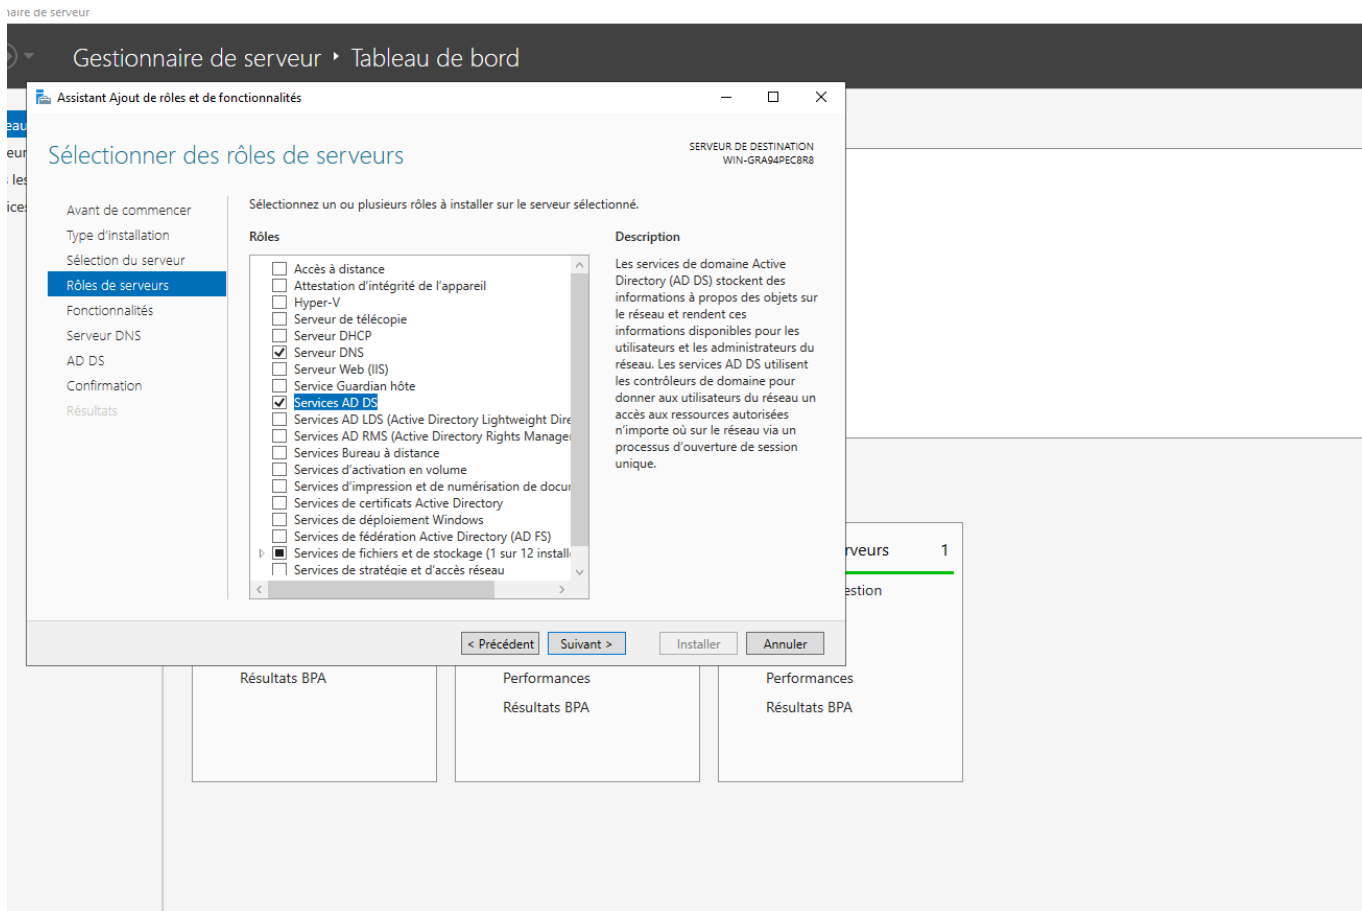 naire de serveur
Gestionnaire de serveur ‣ Tableau de bord
Assistant Ajout de rôles et de fonctionnalités
Sélectionner des rôles de serveurs
SERVEUR DE DESTINATION
WIN-GRA94PEC8R8
Avant de commencer
Type d'installation
Sélection du serveur
Rôles de serveurs
Fonctionnalités
Serveur DNS
AD DS
Confirmation
Résultats
Sélectionnez un ou plusieurs rôles à installer sur le serveur sélectionné.
Rôles
Accès à distance
Attestation d'intégrité de l'appareil
Hyper-V
Serveur de télécopie
Serveur DHCP
Serveur DNS
Serveur Web (IIS)
Service Guardian hôte
Services AD DS
Services AD LDS (Active Directory Lightweight Dire
Services AD RMS (Active Directory Rights Manage
Services Bureau à distance
Services d'activation en volume
Services d'impression et de numérisation de docu
Services de certificats Active Directory
Services de déploiement Windows
Services de fédération Active Directory (AD FS)
Services de fichiers et de stockage (1 sur 12 install
Services de stratégie et d'accès réseau
Description
Les services de domaine Active
Directory (AD DS) stockent des
informations à propos des objets sur
le réseau et rendent ces
informations disponibles pour les
utilisateurs et les administrateurs du
réseau. Les services AD DS utilisent
les contrôleurs de domaine pour
donner aux utilisateurs du réseau un
accès aux ressources autorisées
n'importe où sur le réseau via un
processus d'ouverture de session
unique.
< Précédent
Suivant >
Installer
Annuler
eau
eur
les
ices
rveurs 1
estion
Résultats BPA
Performances
Résultats BPA
Performances
Résultats BPA